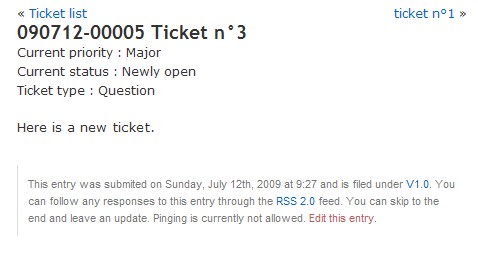 « Ticket list ticket n°1 »
090712-00005 Ticket n°3
Current priority : Major
Current status : Newly open
Ticket type : Question
Here is a new ticket.
This entry was submited on Sunday, July 12th, 2009 at 9:27 and is filed under V1.0. You
can follow any responses to this entry through the RSS 2.0 feed. You can skip to the
end and leave an update. Pinging is currently not allowed. Edit this entry.